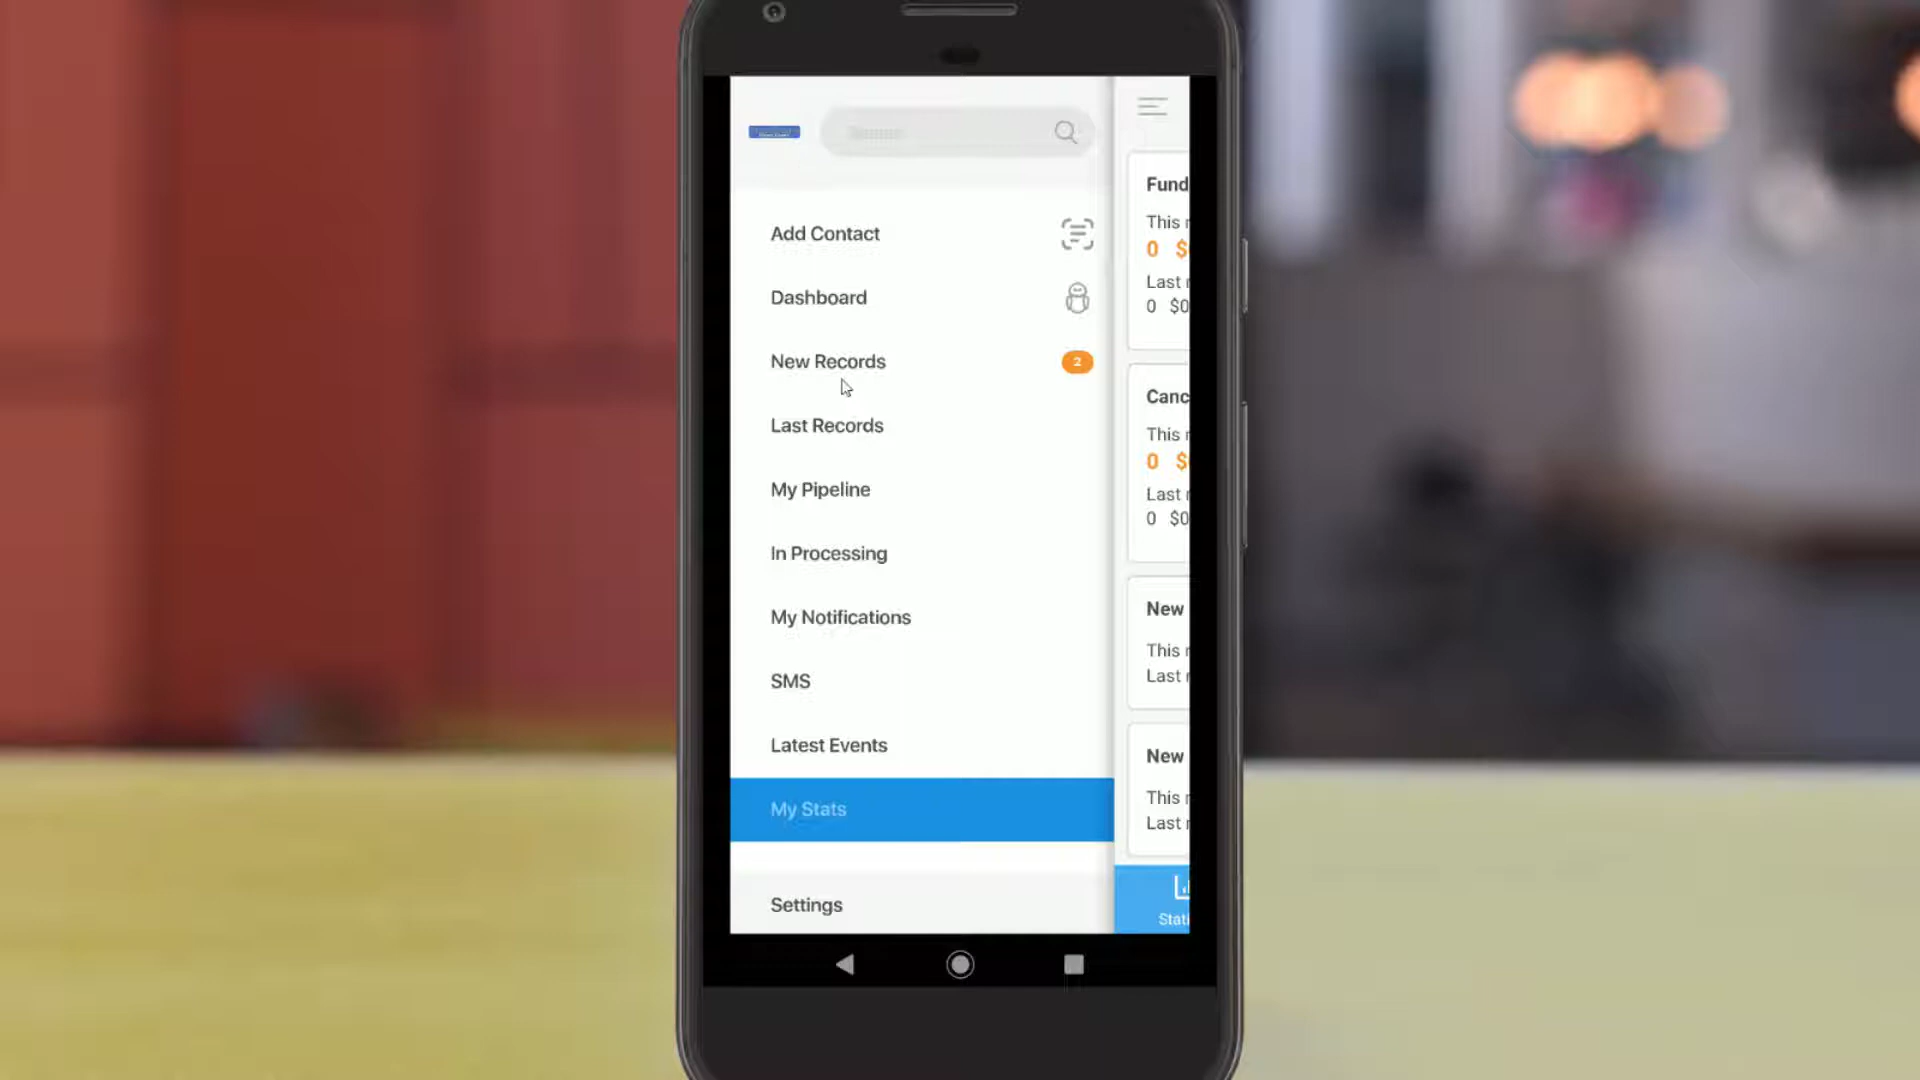 Add Contact
Dashboard
New Records
2
Last Records
My Pipeline
In Processing
My Notifications
SMS
Latest Events
My Stats
Settings
Fund
This
0 $
Last
0 $0
Canc
This
0 $
Last
0 $0
New
This
Last
New
This
Last
Stati